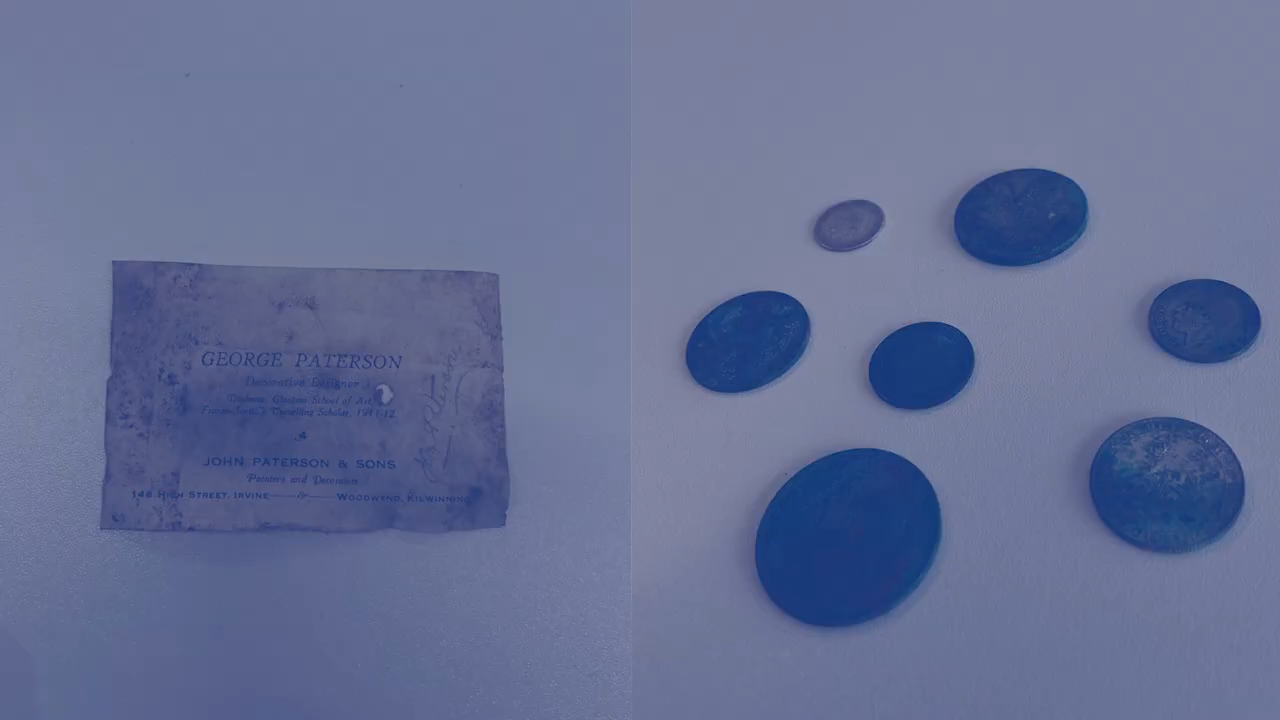 GEORGE PATERSON
Decorative Designer
Diploma, Glasgow School of Art
Travelling Scholar, 1911-12
&
JOHN PATERSON & SONS
Painters and Decorators
148 HIGH STREET, IRVINE — & — WOODWYND, KILWINNING